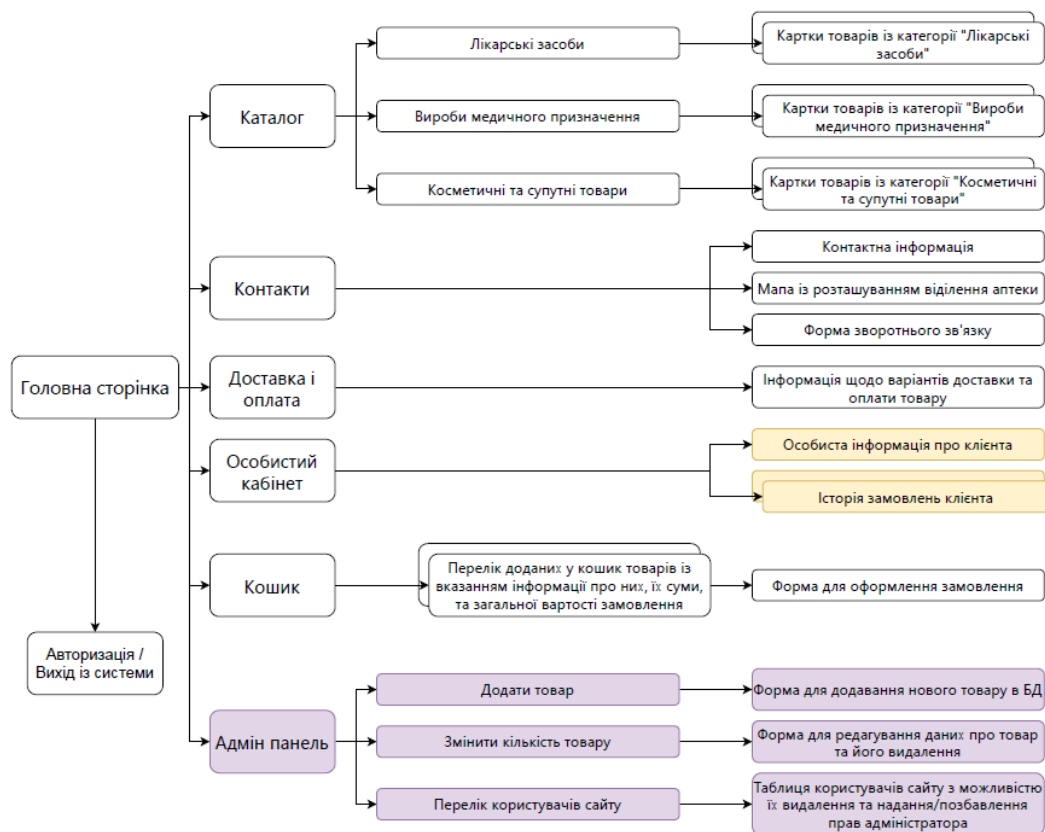 Лікарські засоби
Картки товарів із категорії "Лікарські
засоби"
Каталог
Вироби медичного призначення
Картки товарів із категорії "Вироби
медичного призначення"
Косметичні та супутні товари
Картки товарів із категорії "Косметичні
та супутні товари"
Контакти
Контактна інформація
Мапа із розташуванням віділення аптеки
Форма зворотнього зв'язку
Головна сторінка
Доставка і
оплата
Інформація щодо варіантів доставки та
оплати товару
Особистий
кабінет
Особиста інформація про клієнта
Історія замовлень клієнта
Кошик
Перелік доданих у кошик товарів із
вказанням інформації про них, їх суми,
та загальної вартості замовлення
Форма для оформлення замовлення
Авторизація /
Вихід із системи
Адмін панель
Додати товар
Форма для додавання нового товару в БД
Змінити кількість товару
Форма для редагування даних про товар
та його видалення
Перелік користувачів сайту
Таблиця користувачів сайту з можливістю
їх видалення та надання/позбавлення
прав адміністратора